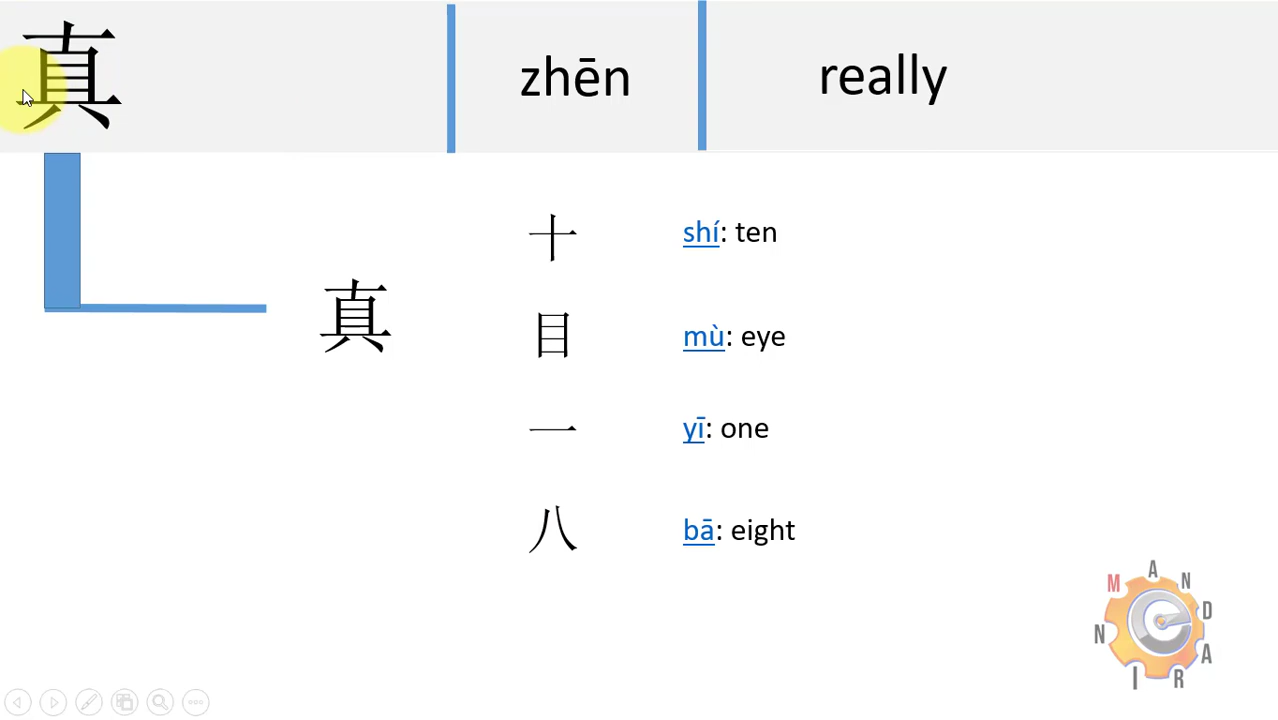 真 zhēn really
真
十 shí: ten
目 mù: eye
一 yī: one
八 bā: eight
MANDARIN